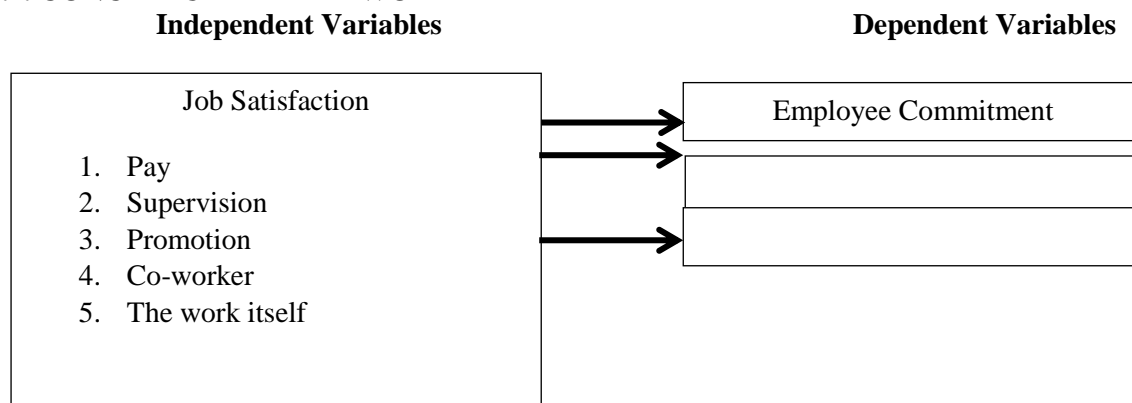 Independent Variables Dependent Variables
Job Satisfaction
Employee Commitment
1. Pay
2. Supervision
3. Promotion
4. Co-worker
5. The work itself